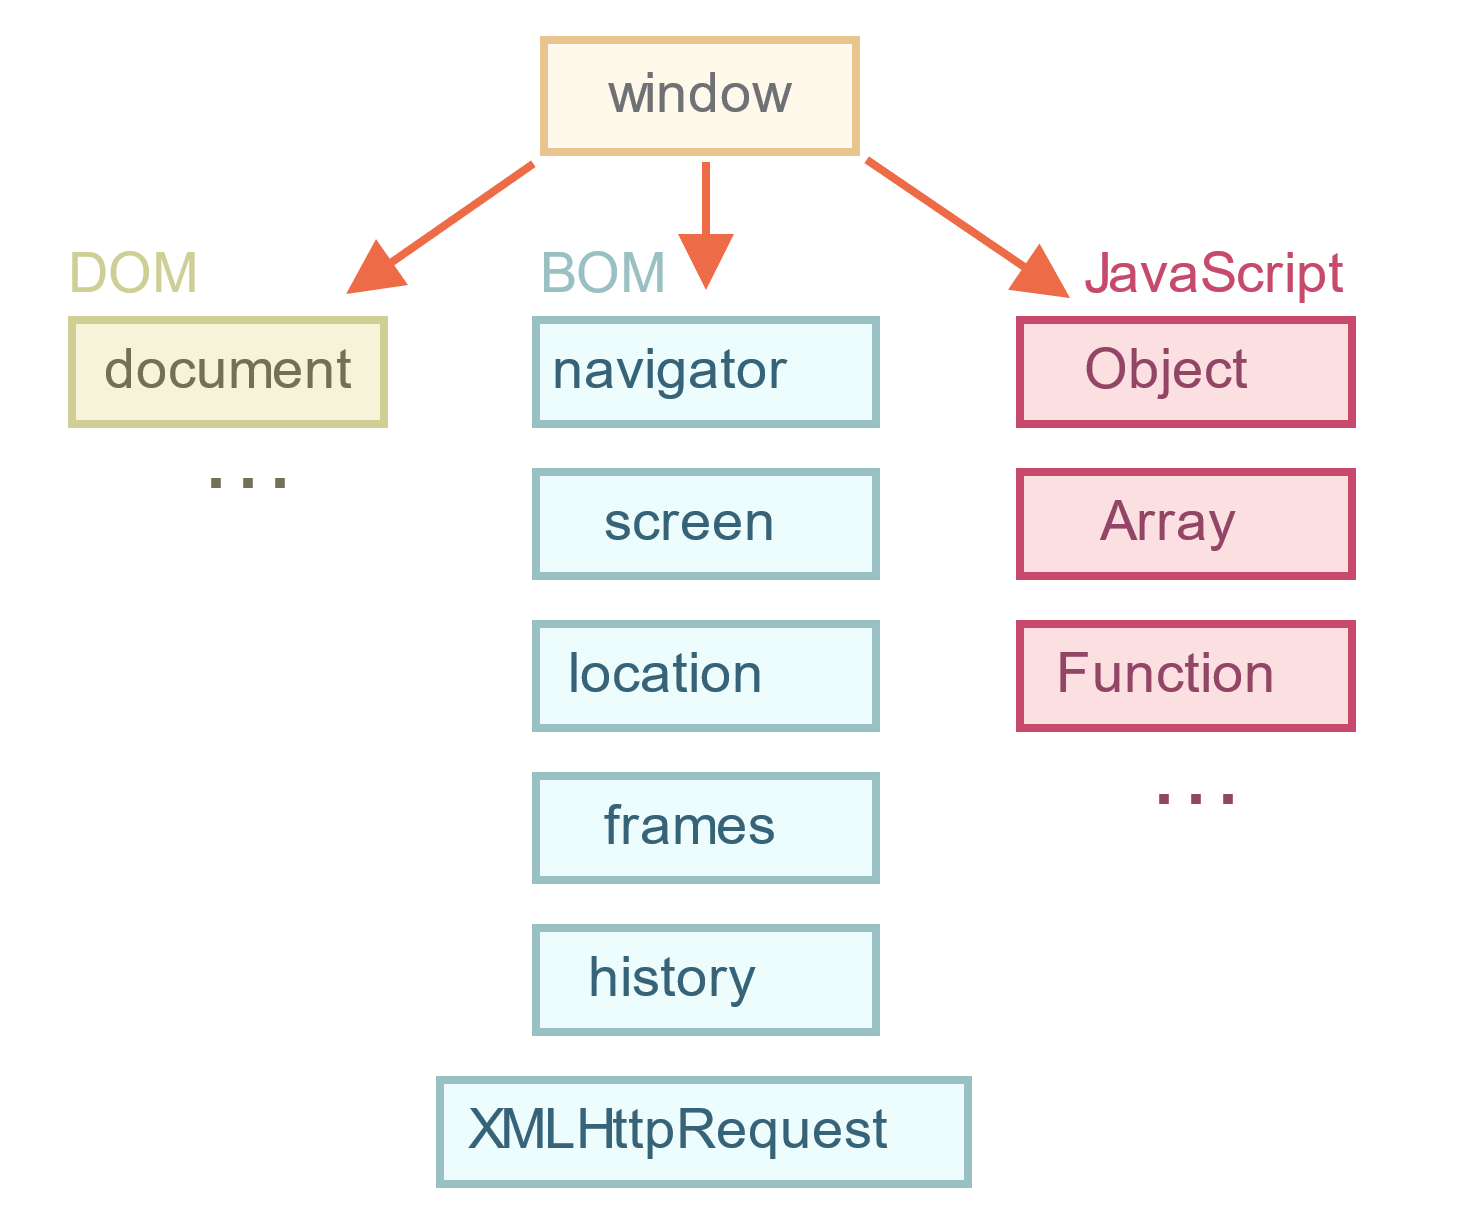 window
DOM
document
...
BOM
navigator
screen
location
frames
history
XMLHttpRequest
JavaScript
Object
Array
Function
...